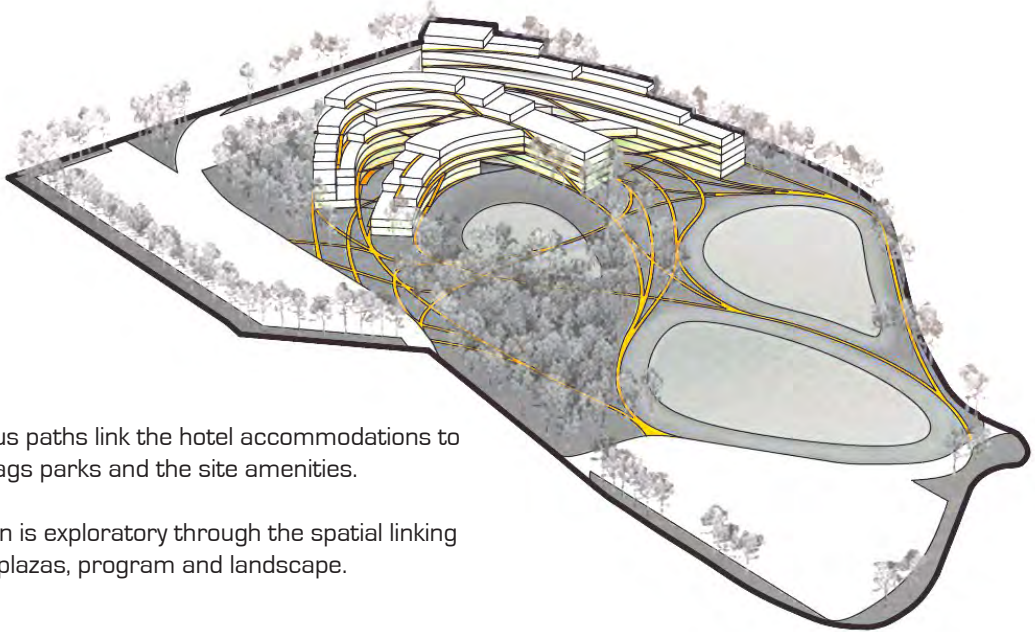 us paths link the hotel accommodations to
ags parks and the site amenities.
n is exploratory through the spatial linking
plazas, program and landscape.